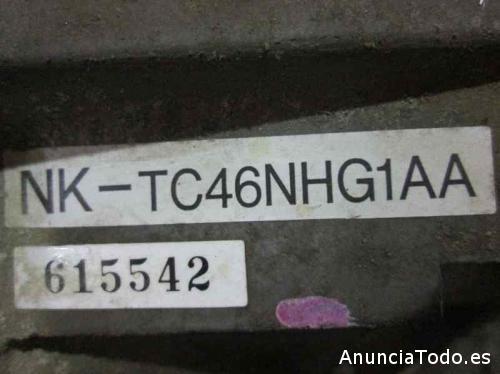 NK-TC46NHG1AA
615542
AnunciaTodo.es